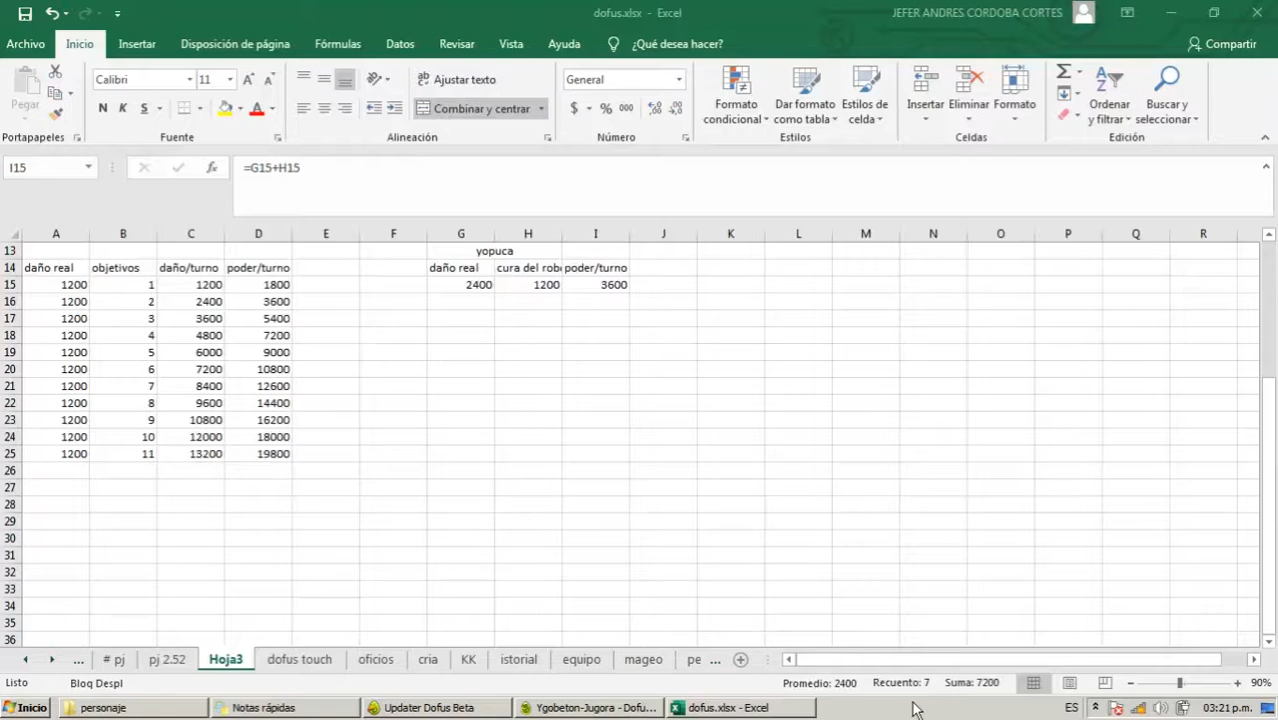 dofus.xlsx - Excel
JEFER ANDRES CORDOBA CORTES
Archivo Inicio Insertar Disposición de página Fórmulas Datos Revisar Vista Ayuda ¿Qué desea hacer? Compartir
Pegar
Calibri 11
N K S
Ajustar texto
Combinar y centrar
General
$ % 000
Formato condicional
Dar formato como tabla
Estilos de celda
Insertar Eliminar Formato
Ordenar y filtrar
Buscar y seleccionar
Portapapeles Fuente Alineación Número Estilos Celdas Edición
I15 fx =G15+H15
A B C D E F G H I J K L M N O P Q R
13 yopuca
14 daño real objetivos daño/turno poder/turno daño real cura del rob poder/turno
15 1200 1 1200 1800 2400 1200 3600
16 1200 2 2400 3600
17 1200 3 3600 5400
18 1200 4 4800 7200
19 1200 5 6000 9000
20 1200 6 7200 10800
21 1200 7 8400 12600
22 1200 8 9600 14400
23 1200 9 10800 16200
24 1200 10 12000 18000
25 1200 11 13200 19800
26
27
28
29
30
31
32
33
34
35
36
... # pj pj 2.52 Hoja3 dofus touch oficios cria KK istorial equipo mageo pe ...
Listo Bloq Despl Promedio: 2400 Recuento: 7 Suma: 7200 90%
Inicio personaje Notas rápidas Updater Dofus Beta Ygobeton-Jugora - Dofu... dofus.xlsx - Excel ES 03:21 p.m.